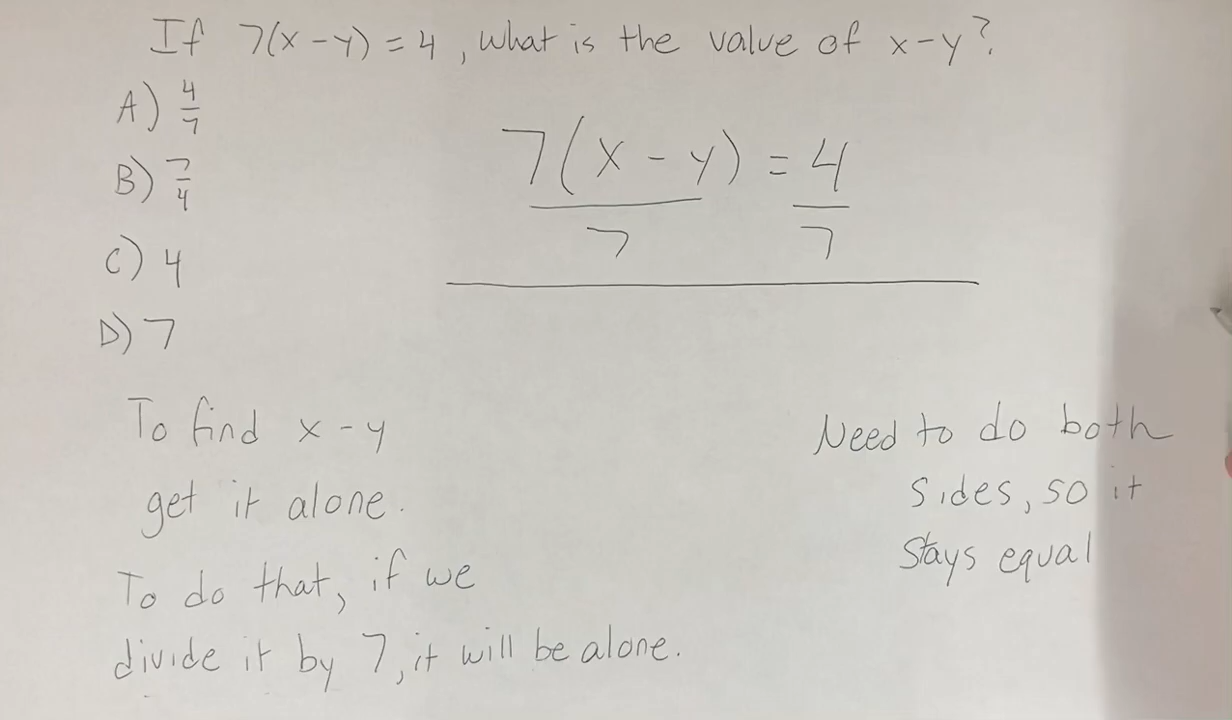 If 7(x-y) = 4, what is the value of x-y?
A) 4/7
B) 7/4
C) 4
D) 7
7(x - y) = 4
7 7
To find x-y
get it alone.
To do that, if we
divide it by 7, it will be alone.
Need to do both
sides, so it
stays equal